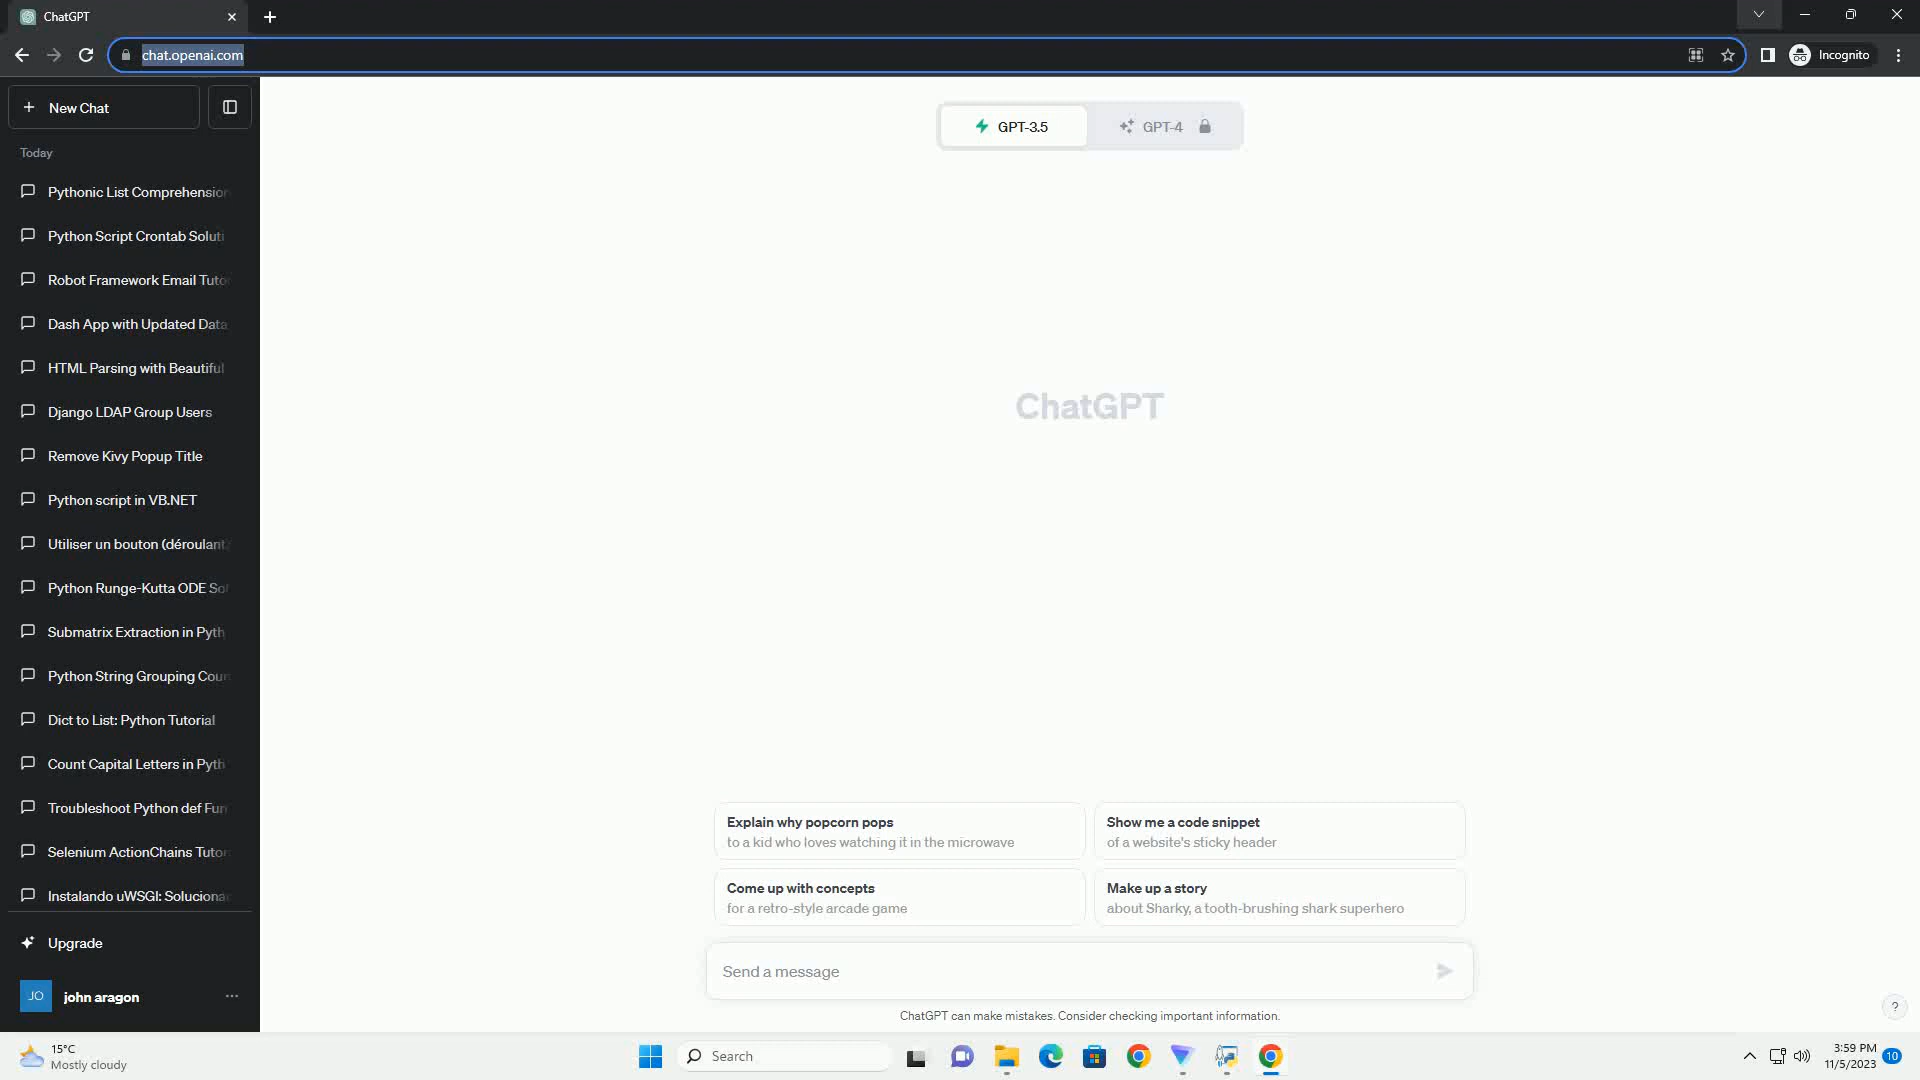 ChatGPT
chat.openai.com
Incognito
New Chat
Today
Pythonic List Comprehension
Python Script Crontab Soluti
Robot Framework Email Tutor
Dash App with Updated Data
HTML Parsing with Beautiful
Django LDAP Group Users
Remove Kivy Popup Title
Python script in VB.NET
Utiliser un bouton (déroulant
Python Runge-Kutta ODE Sol
Submatrix Extraction in Pyth
Python String Grouping Coun
Dict to List: Python Tutorial
Count Capital Letters in Pyth
Troubleshoot Python def Fun
Selenium ActionChains Tutor
Instalando uWSGI: Soluciona
Upgrade
JO
john aragon
GPT-3.5
GPT-4
ChatGPT
Explain why popcorn pops
to a kid who loves watching it in the microwave
Show me a code snippet
of a website's sticky header
Come up with concepts
for a retro-style arcade game
Make up a story
about Sharky, a tooth-brushing shark superhero
Send a message
ChatGPT can make mistakes. Consider checking important information.
?
15°C
Mostly cloudy
Search
3:59 PM
11/5/2023
10